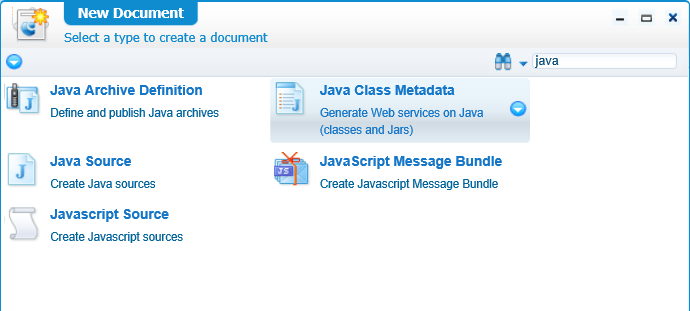 New Document
Select a type to create a document
java
Java Archive Definition
Define and publish Java archives
Java Class Metadata
Generate Web services on Java
(classes and Jars)
Java Source
Create Java sources
JavaScript Message Bundle
Create Javascript Message Bundle
Javascript Source
Create Javascript sources